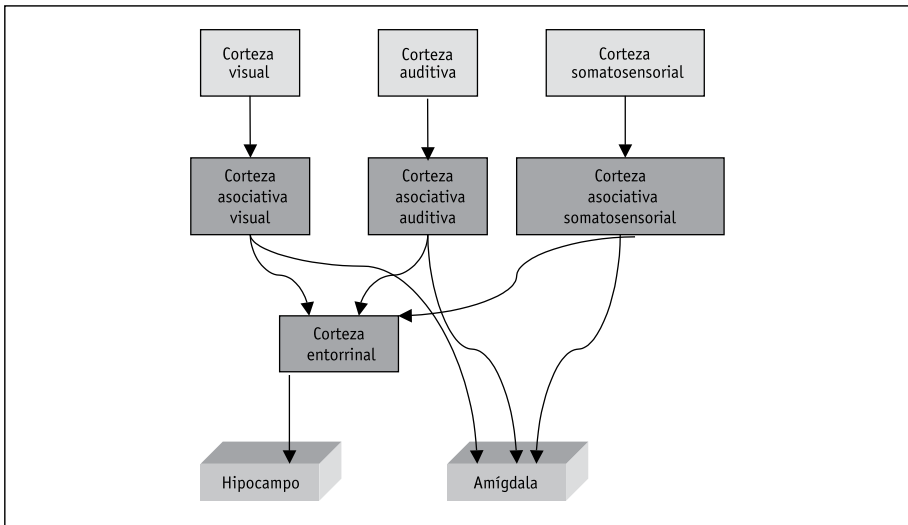 Corteza
visual
Corteza
auditiva
Corteza
somatosensorial
Corteza
asociativa
visual
Corteza
asociativa
auditiva
Corteza
asociativa
somatosensorial
Corteza
entorrinal
Hipocampo
Amígdala